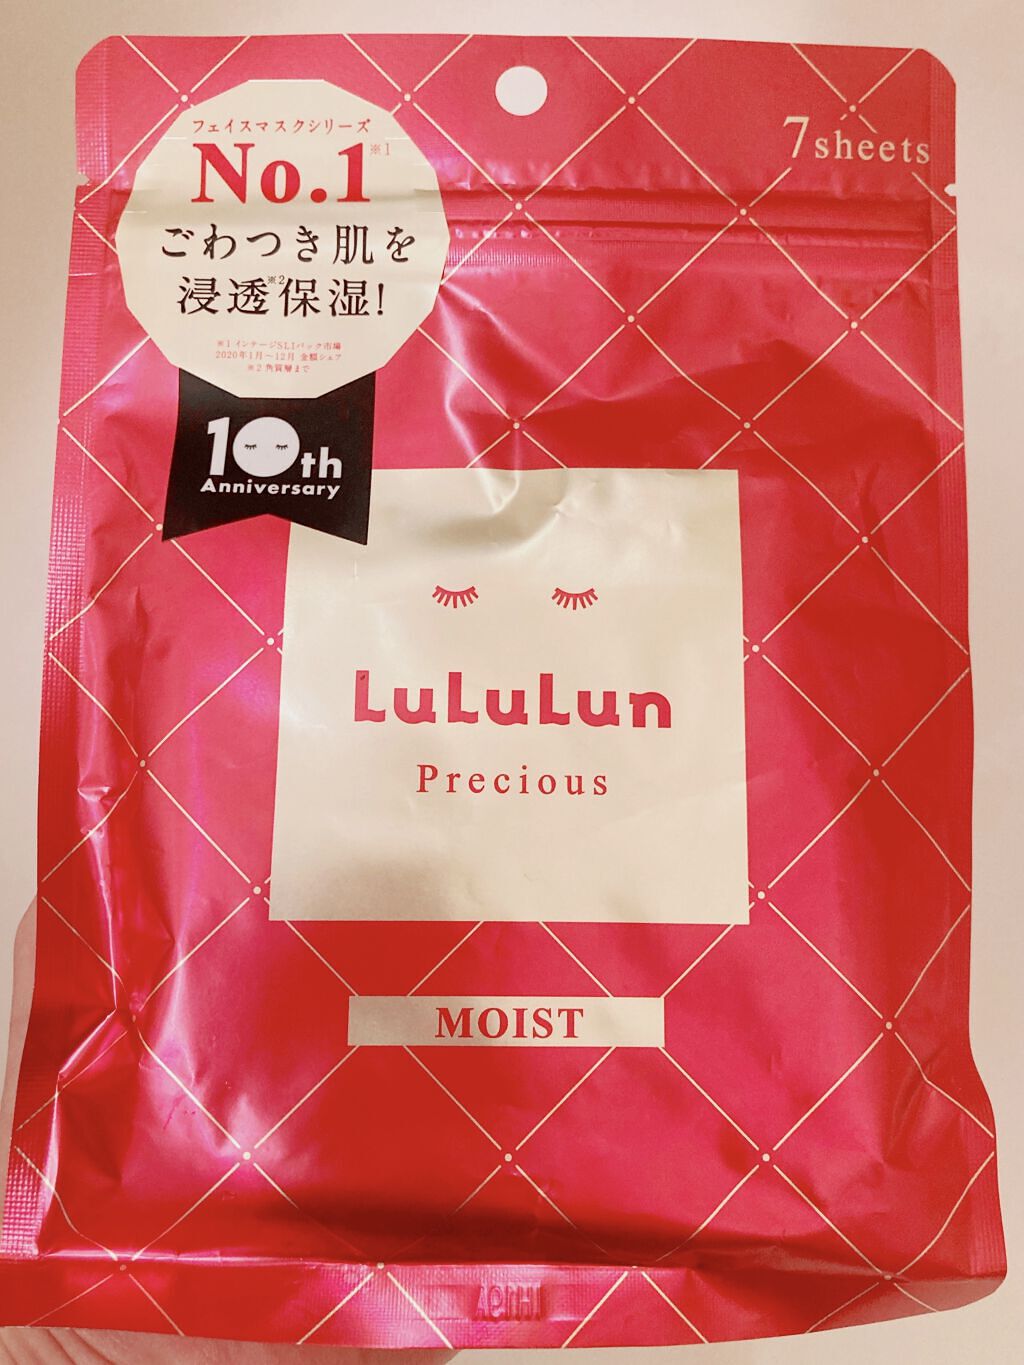 フェイスマスクシリーズ
No.1※1
ごわつき肌を
浸透※2保湿!
※1 インテージSLIパック市場
2020年1月～12月 金額シェア
※2 角質層まで
10th
Anniversary
7sheets
LuLuLun
Precious
MOIST